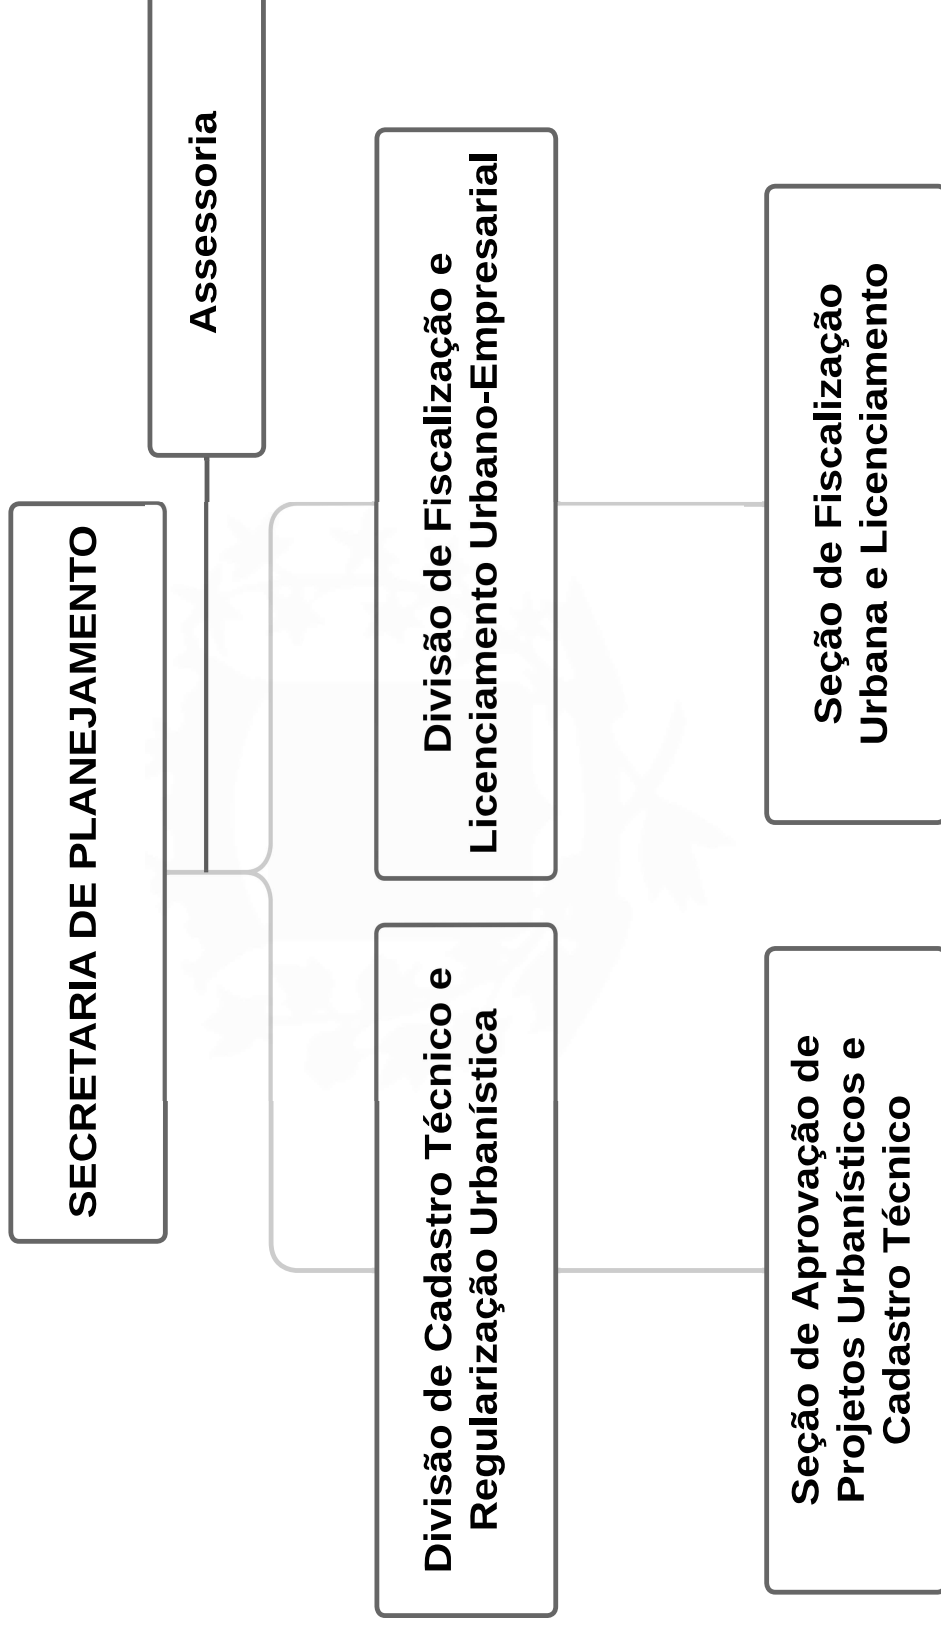 SECRETARIA DE PLANEJAMENTO
Assessoria
Divisão de Cadastro Técnico e
Regularização Urbanística
Divisão de Fiscalização e
Licenciamento Urbano-Empresarial
Seção de Aprovação de
Projetos Urbanísticos e
Cadastro Técnico
Seção de Fiscalização
Urbana e Licenciamento